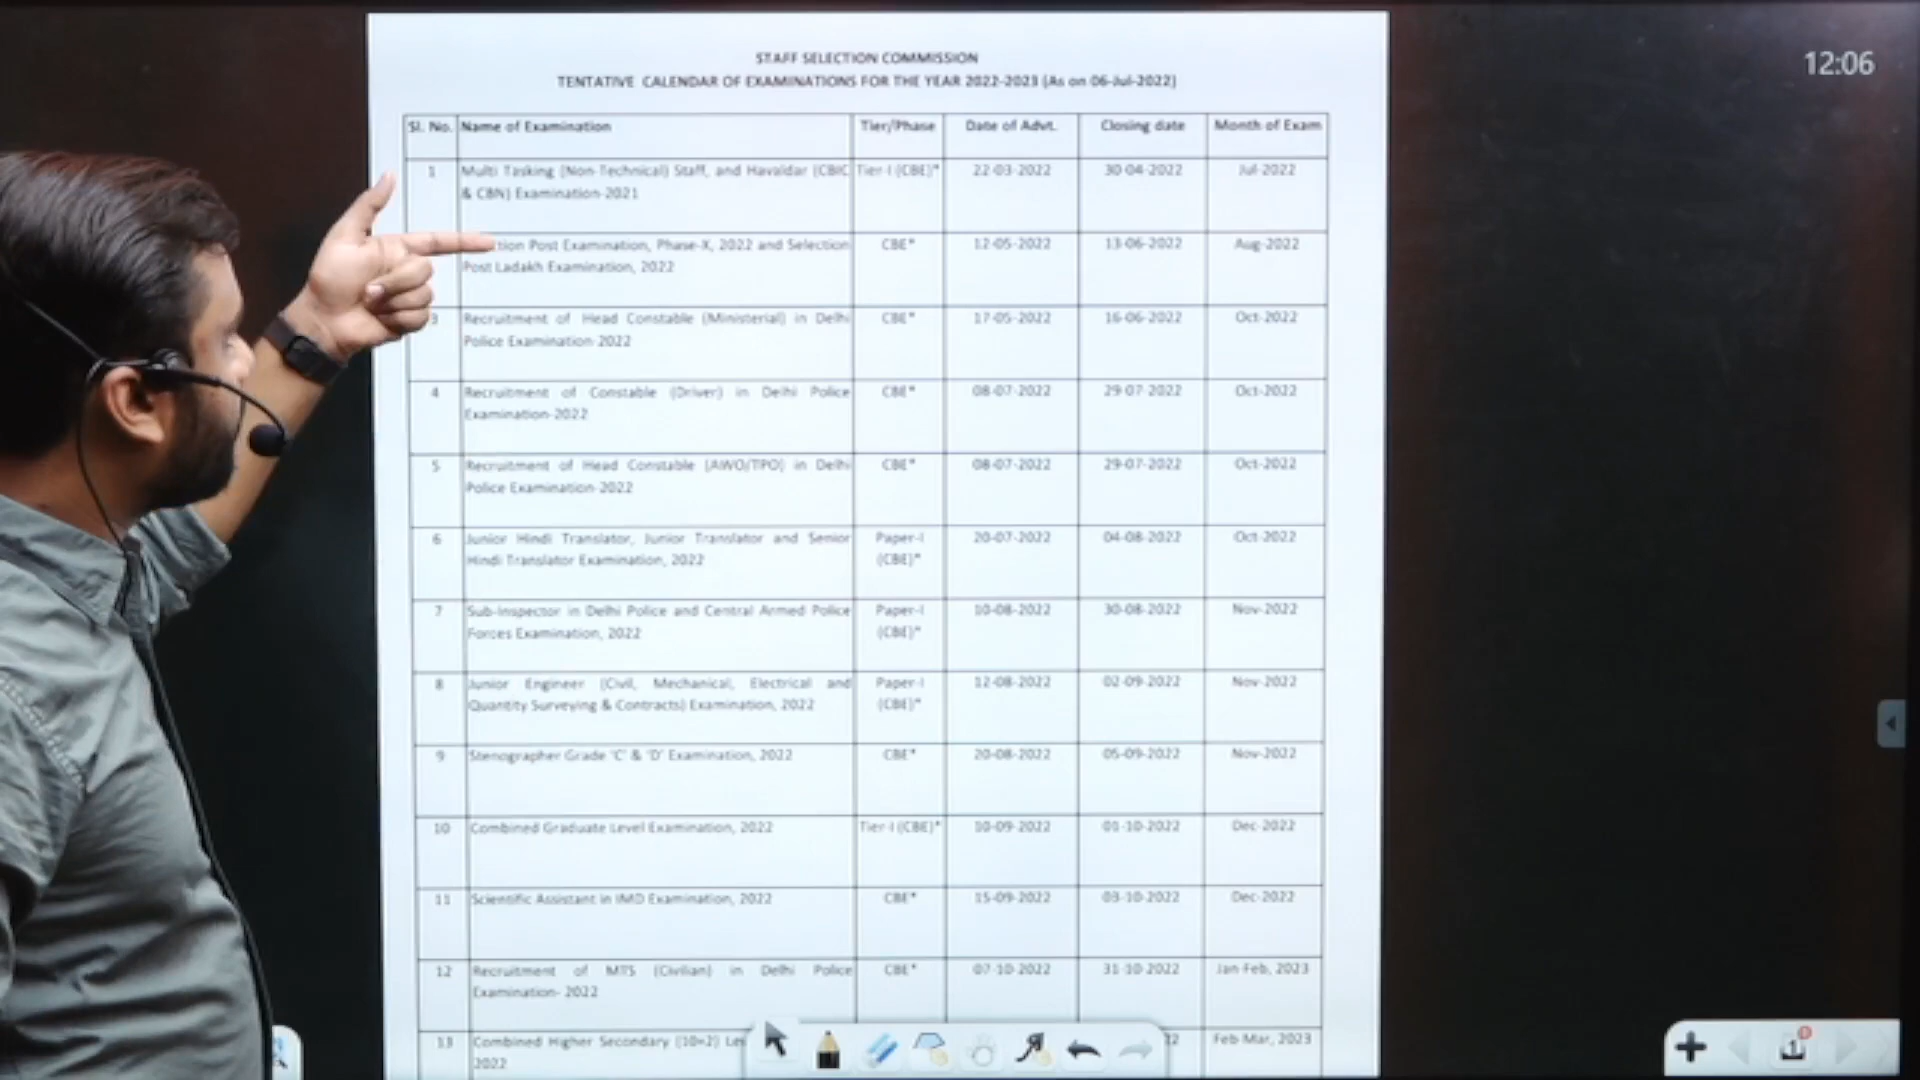 STAFF SELECTION COMMISSION
12:06
TENTATIVE CALENDAR OF EXAMINATIONS FOR THE YEAR 2022-2023 (As on 06-Jul-2022)
Sl. No. Name of Examination Tier/Phase Date of Advt. Closing date Month of Exam
1 Multi Tasking (Non-Technical) Staff, and Havaldar (CBIC Tier-I (CBE)* 22-03-2022 30-04-2022 Jul-2022
& CBN) Examination-2021
ction Post Examination, Phase-X, 2022 and Selection CBE* 12-05-2022 13-06-2022 Aug-2022
Post Ladakh Examination, 2022
3 Recruitment of Head Constable (Ministerial) in Delhi CBE* 17-05-2022 16-06-2022 Oct-2022
Police Examination-2022
4 Recruitment of Constable (Driver) in Delhi Police CBE* 08-07-2022 29-07-2022 Oct-2022
Examination-2022
5 Recruitment of Head Constable (AWO/TPO) in Delhi CBE* 08-07-2022 29-07-2022 Oct-2022
Police Examination-2022
6 Junior Hindi Translator, Junior Translator and Senior Paper-I 20-07-2022 04-08-2022 Oct-2022
Hindi Translator Examination, 2022 (CBE)*
7 Sub-Inspector in Delhi Police and Central Armed Police Paper-I 10-08-2022 30-08-2022 Nov-2022
Forces Examination, 2022 (CBE)*
8 Junior Engineer (Civil, Mechanical, Electrical and Paper-I 12-08-2022 02-09-2022 Nov-2022
Quantity Surveying & Contracts) Examination, 2022 (CBE)*
9 Stenographer Grade 'C' & 'D' Examination, 2022 CBE* 20-08-2022 05-09-2022 Nov-2022
10 Combined Graduate Level Examination, 2022 Tier-I (CBE)* 10-09-2022 01-10-2022 Dec-2022
11 Scientific Assistant in IMD Examination, 2022 CBE* 15-09-2022 03-10-2022 Dec-2022
12 Recruitment of MTS (Civilian) in Delhi Police CBE* 07-10-2022 31-10-2022 Jan-Feb, 2023
Examination- 2022
13 Combined Higher Secondary (10+2) Le 22 Feb-Mar, 2023
2022
1